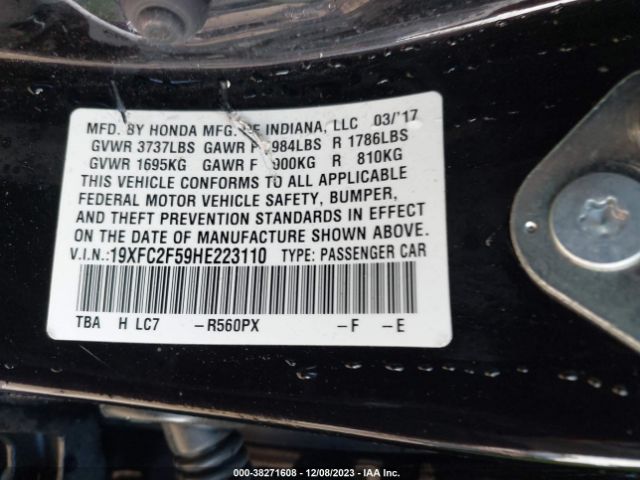 MFD. BY HONDA MFG. OF INDIANA, LLC 03/'17
GVWR 3737LBS GAWR F 984LBS R 1786LBS
GVWR 1695KG GAWR F 900KG R 810KG
THIS VEHICLE CONFORMS TO ALL APPLICABLE
FEDERAL MOTOR VEHICLE SAFETY, BUMPER,
AND THEFT PREVENTION STANDARDS IN EFFECT
ON THE DATE OF MANUFACTURE SHOWN ABOVE.
V.I.N.:19XFC2F59HE223110 TYPE: PASSENGER CAR
TBA H LC7 –R560PX –F –E
000-38271608 • 12/08/2023 • IAA Inc.